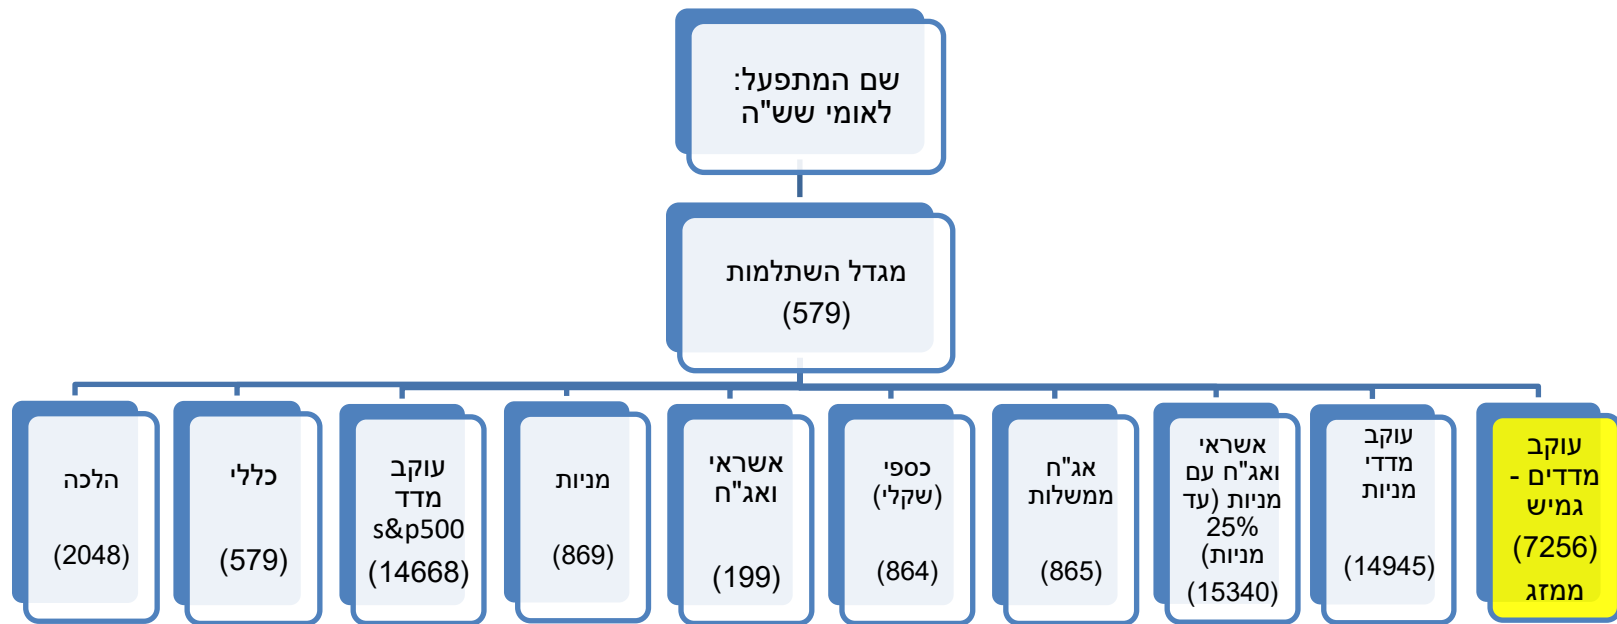 שם המתפעל:
לאומי שש"ה
מגדל השתלמות
(579)
עוקב
מדדים -
גמיש
(7256)
ממזג
עוקב
מדדי
מניות
(14945)
אשראי
ואג"ח עם
מניות (עד
25%
מניות)
(15340)
אג"ח
ממשלות
(865)
כספי
(שקלי)
(864)
אשראי
ואג"ח
(199)
מניות
(869)
עוקב
מדד
s&p500
(14668)
כללי
(579)
הלכה
(2048)